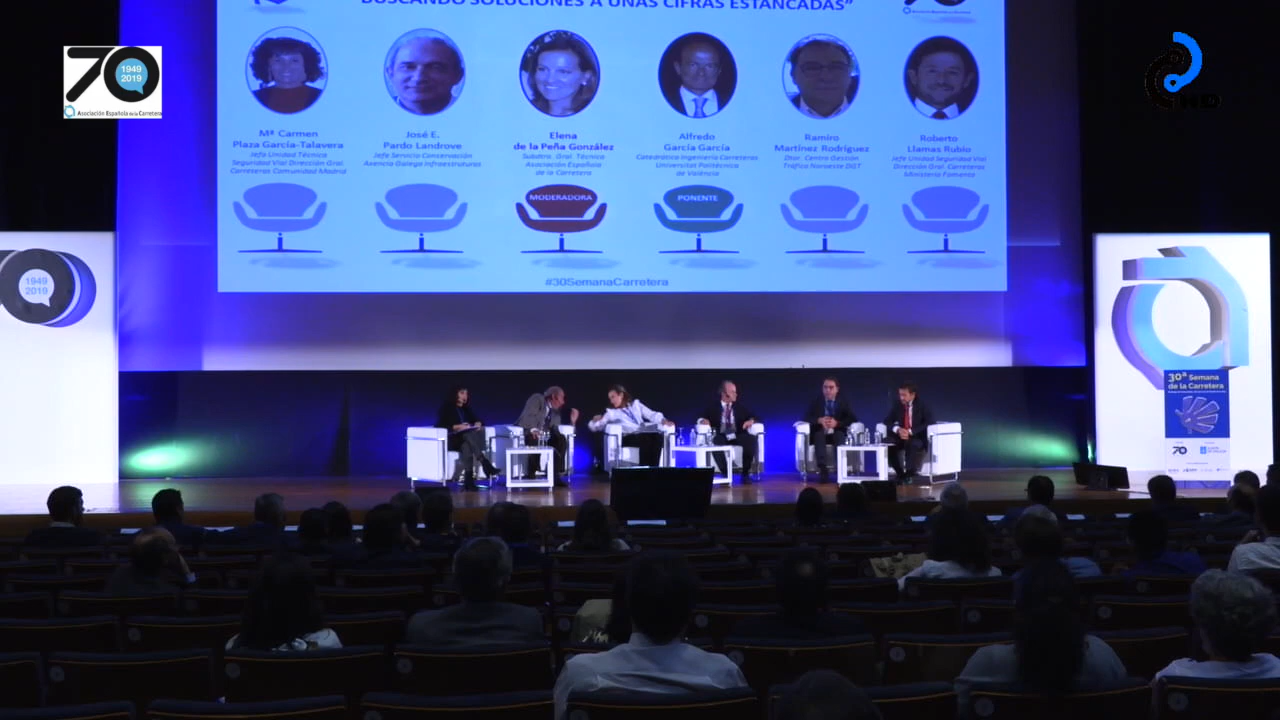 BUSCANDO SOLUCIONES A UNAS CIFRAS ESTANCADAS”
70
1949
2019
Asociación Española de la Carretera
HD
Mª Carmen
Plaza García-Talavera
Jefa Unidad Técnica
Seguridad Vial Dirección Gral.
Carreteras Comunidad Madrid
José E.
Pardo Landrove
Jefe Servicio Conservación
Axencia Galega Infraestruturas
Elena
de la Peña González
Subdra. Gral. Técnica
Asociación Española
de la Carretera
Alfredo
García García
Catedrático Ingeniería Carreteras
Universitat Politècnica
de València
Ramiro
Martínez Rodríguez
Dtor. Centro Gestión
Tráfico Noroeste DGT
Roberto
Llamas Rubio
Jefe Unidad Seguridad Vial
Dirección Gral. Carreteras
Ministerio Fomento
MODERADORA
PONENTE
#30SemanaCarretera
1949
2019
30ª Semana
de la Carretera
70